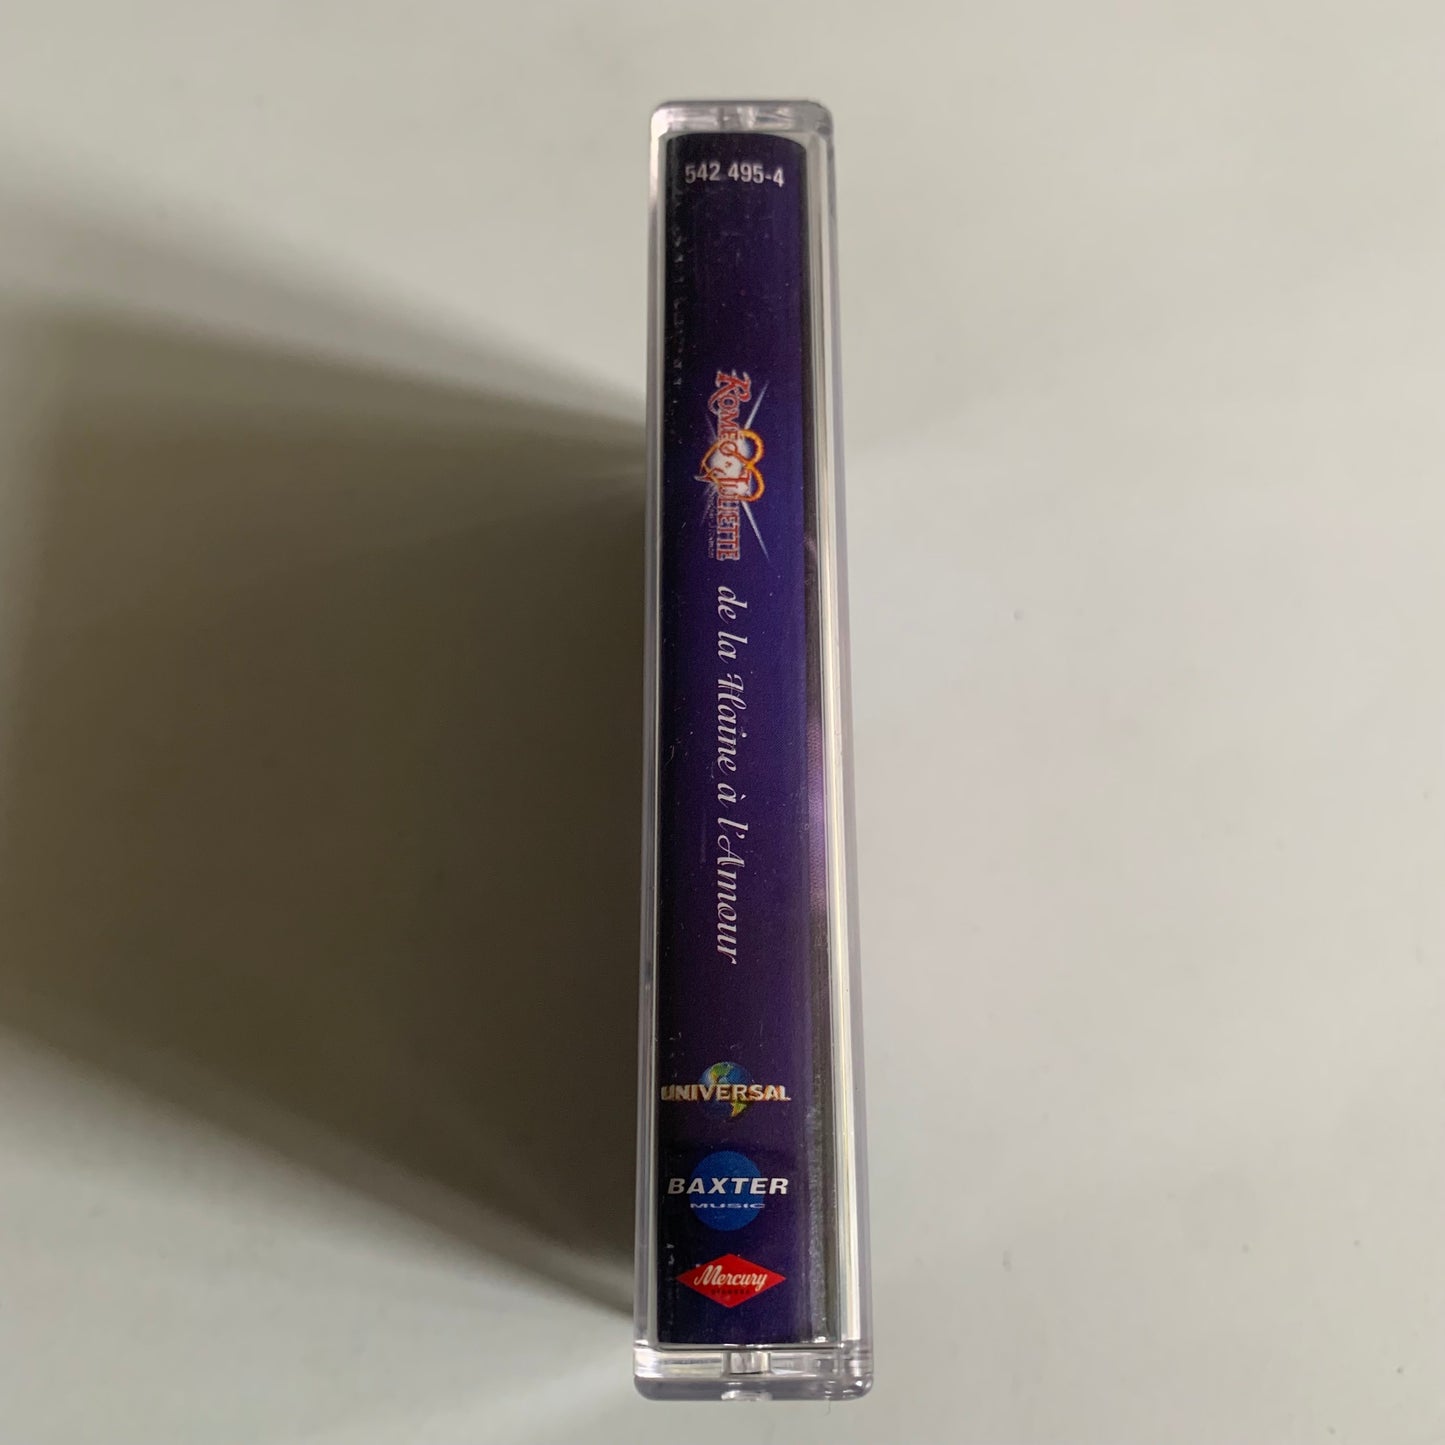 542 495-4
Roméo & Juliette
de la Haine à l'Amour
UNIVERSAL
BAXTER
MUSIC
Mercury